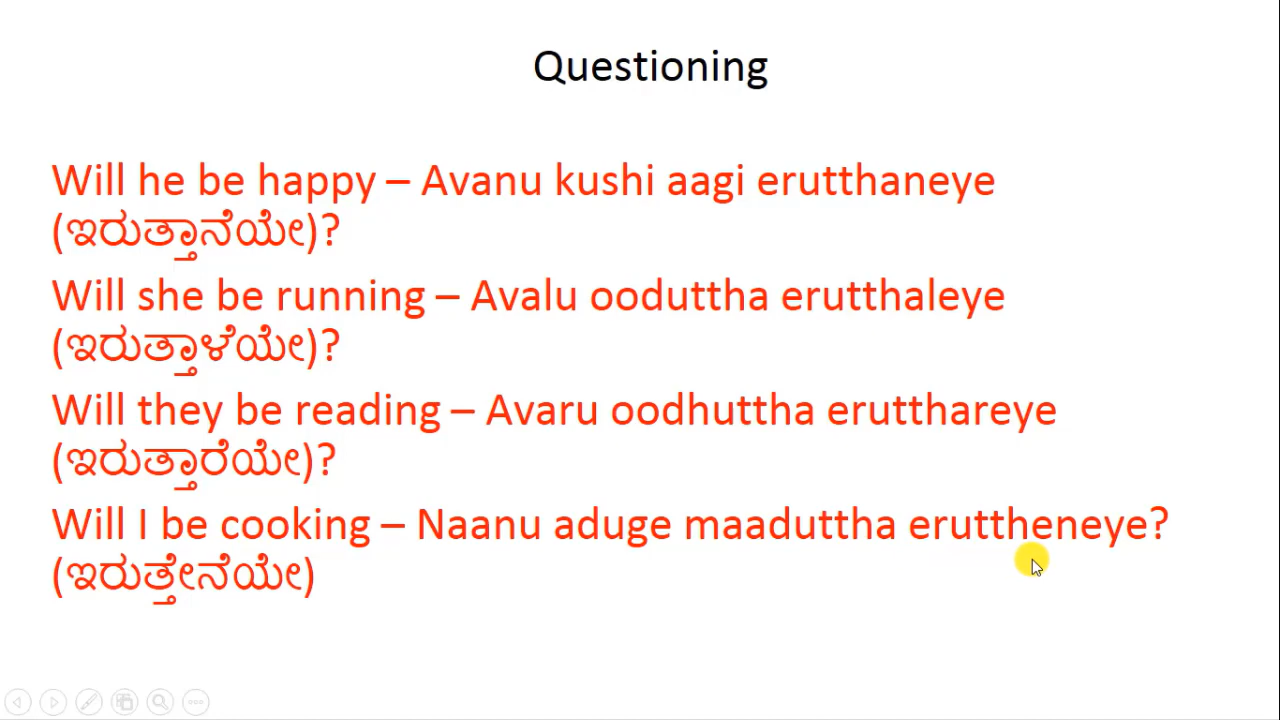 Questioning
Will he be happy – Avanu kushi aagi erutthaneye
(ಇರುತ್ತಾನೆಯೇ)?
Will she be running – Avalu ooduttha erutthaleye
(ಇರುತ್ತಾಳೆಯೇ)?
Will they be reading – Avaru oodhuttha erutthareye
(ಇರುತ್ತಾರೆಯೇ)?
Will I be cooking – Naanu aduge maaduttha eruttheneye?
(ಇರುತ್ತೇನೆಯೇ)